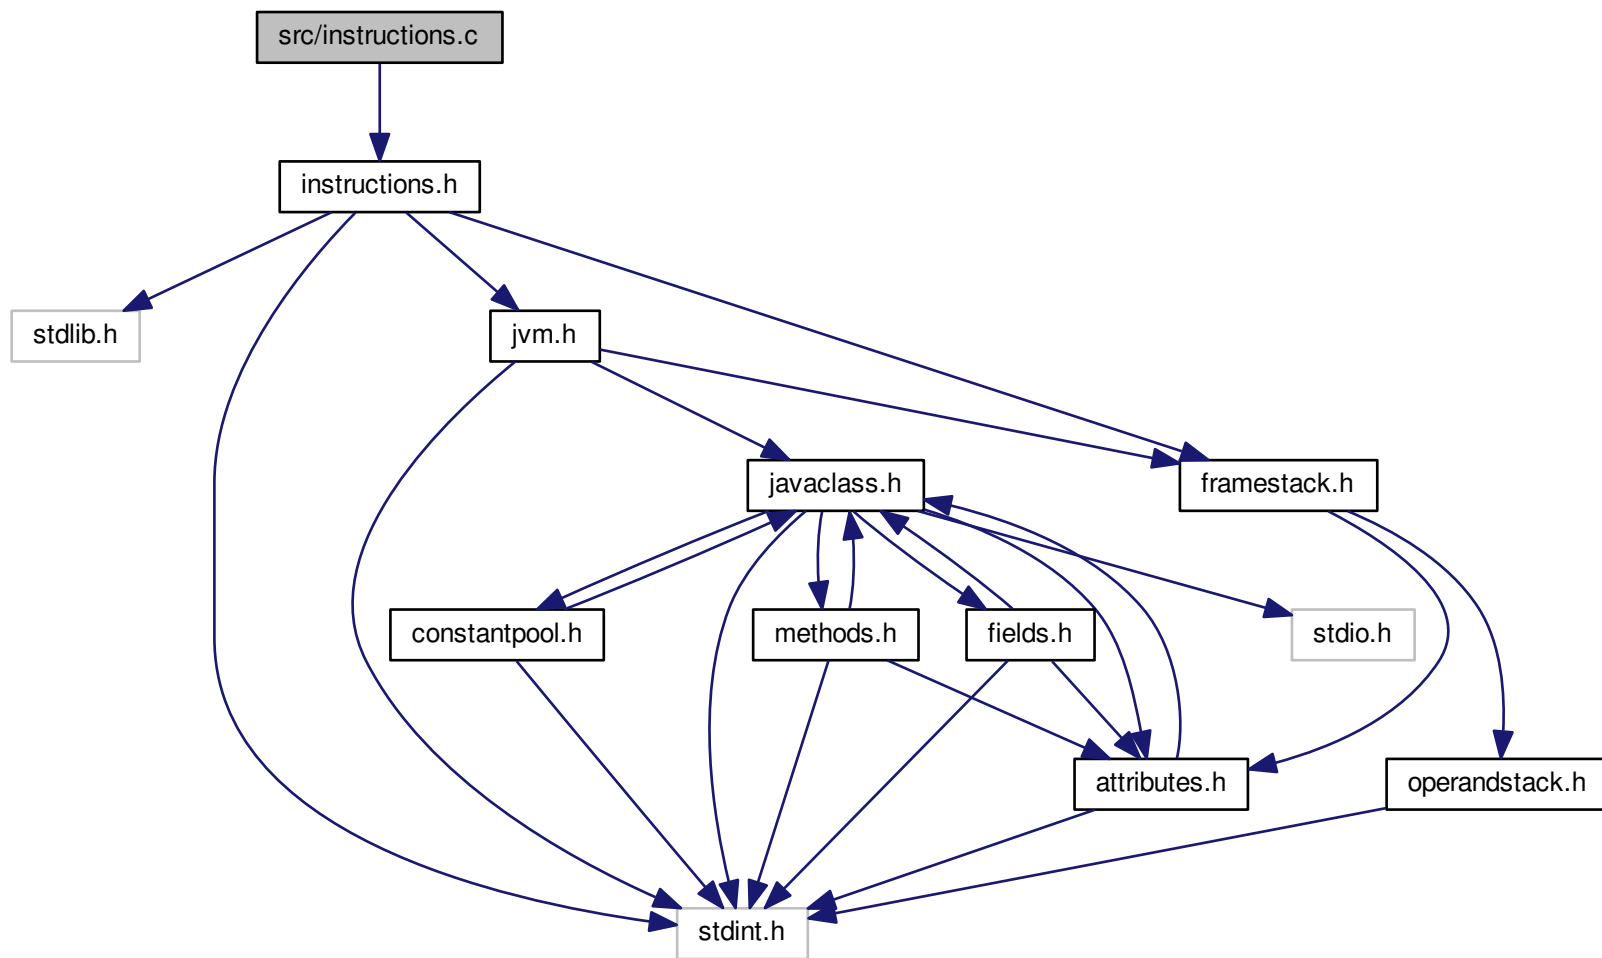 src/instructions.c
instructions.h
stdlib.h
jvm.h
javaclass.h
framestack.h
constantpool.h
methods.h
fields.h
stdio.h
attributes.h
operandstack.h
stdint.h